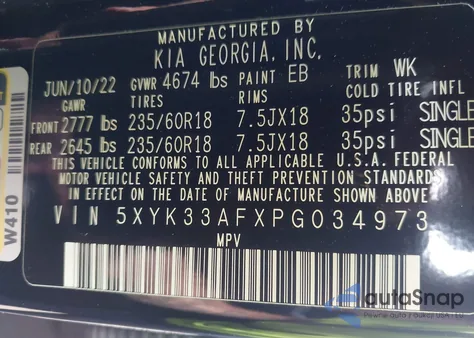 MANUFACTURED BY
KIA GEORGIA, INC.
JUN/10/22 GVWR 4674 lbs PAINT EB TRIM WK
GAWR TIRES RIMS COLD TIRE INFL
FRONT 2777 lbs 235/60R18 7.5JX18 35psi SINGLE
REAR 2645 lbs 235/60R18 7.5JX18 35psi SINGLE
THIS VEHICLE CONFORMS TO ALL APPLICABLE U.S.A. FEDERAL
MOTOR VEHICLE SAFETY AND THEFT PREVENTION STANDARDS
IN EFFECT ON THE DATE OF MANUFACTURE SHOWN ABOVE.
VIN 5XYK33AFXPG034973
MPV
W410
autoSnap
Pewne auto z USA